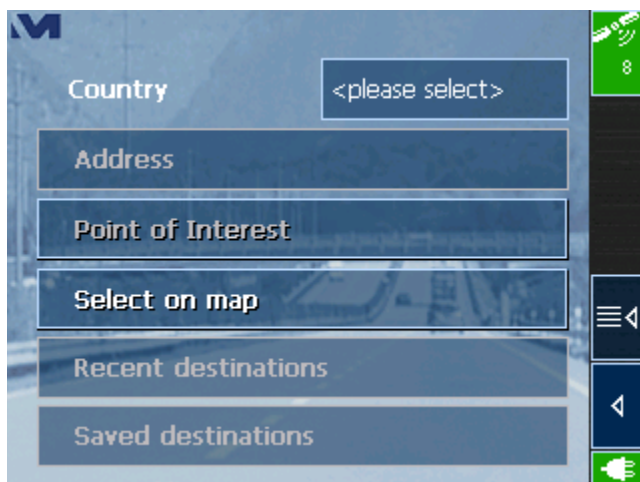 Country
<please select>
8
Address
Point of Interest
Select on map
Recent destinations
Saved destinations